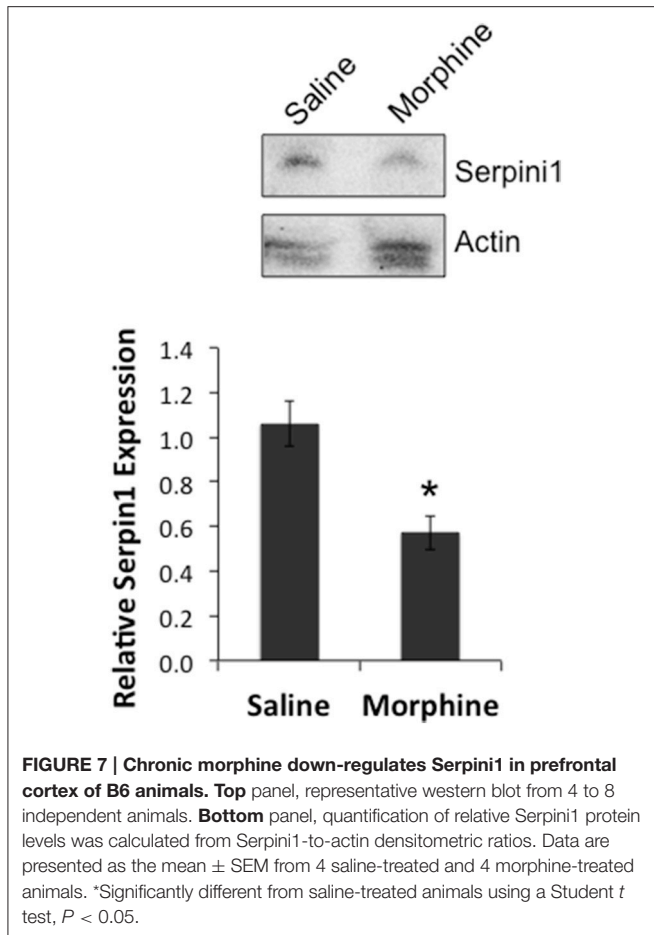 Saline Morphine
Serpini1
Actin
Relative Serpin1 Expression
1.4
1.2
1.0
0.8
0.6
0.4
0.2
0.0
*
Saline Morphine
FIGURE 7 | Chronic morphine down-regulates Serpini1 in prefrontal
cortex of B6 animals. Top panel, representative western blot from 4 to 8
independent animals. Bottom panel, quantification of relative Serpini1 protein
levels was calculated from Serpini1-to-actin densitometric ratios. Data are
presented as the mean ± SEM from 4 saline-treated and 4 morphine-treated
animals. *Significantly different from saline-treated animals using a Student t
test, P < 0.05.